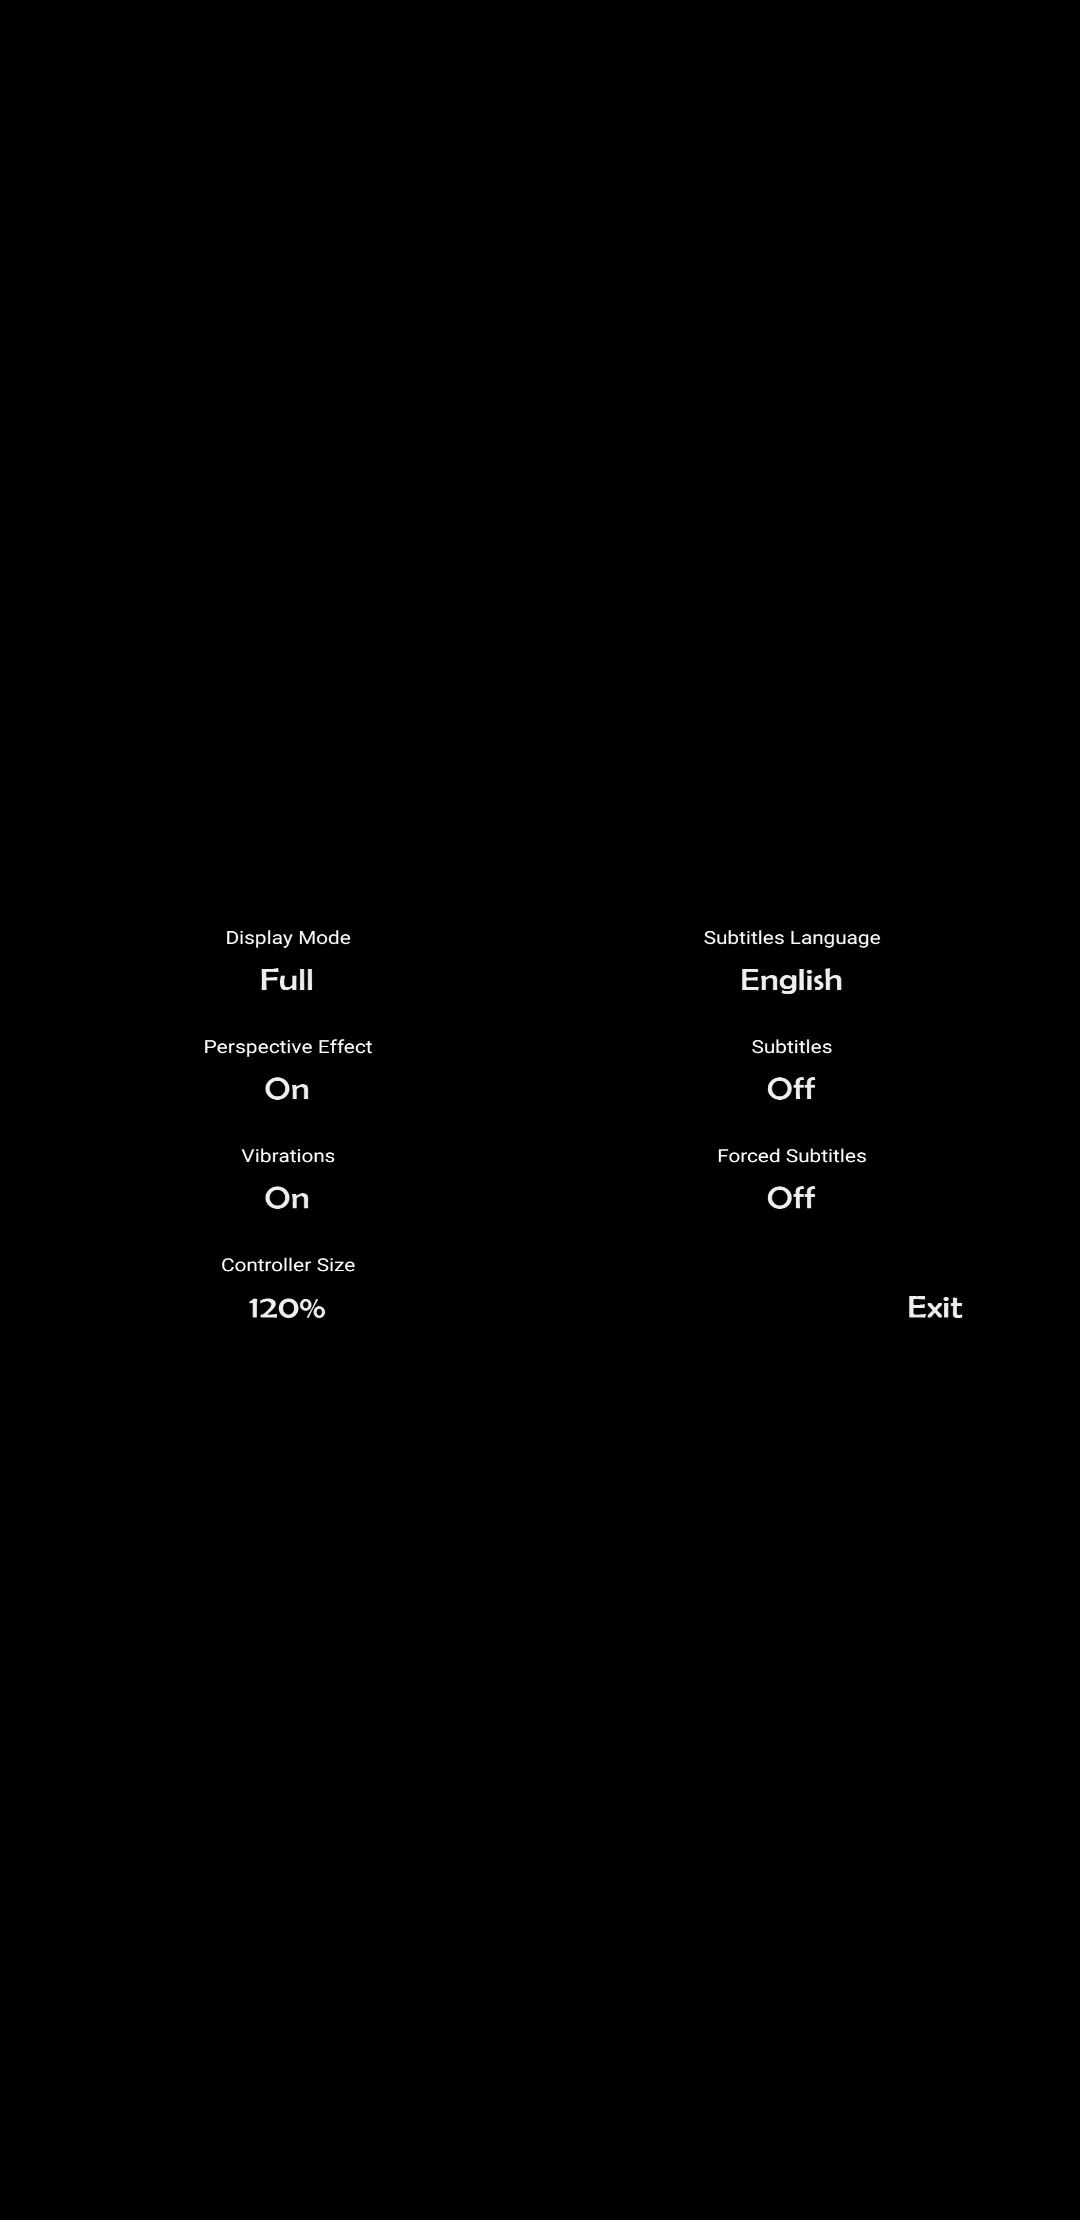 Display Mode
Full
Perspective Effect
On
Vibrations
On
Controller Size
120%
Subtitles Language
English
Subtitles
Off
Forced Subtitles
Off
Exit